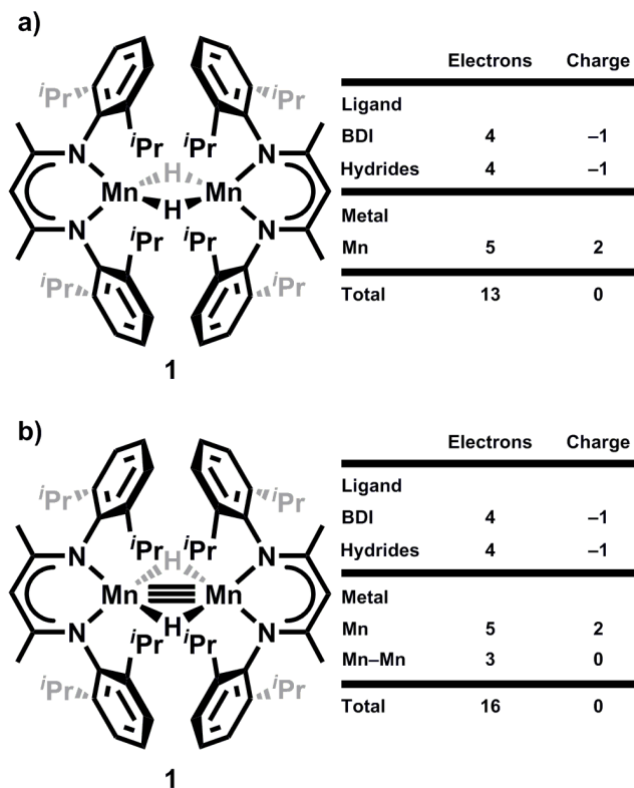 a)
Electrons Charge
iPr iPr
Ligand
N iPr iPr N
BDI 4 –1
H
Hydrides 4 –1
Mn Mn
H
Metal
N iPr iPr N
Mn 5 2
iPr iPr
Total 13 0
1
b)
Electrons Charge
iPr iPr
Ligand
N iPr iPr N
BDI 4 –1
H
Hydrides 4 –1
Mn Mn
Metal
H
Mn 5 2
N iPr iPr N
Mn–Mn 3 0
iPr iPr
Total 16 0
1